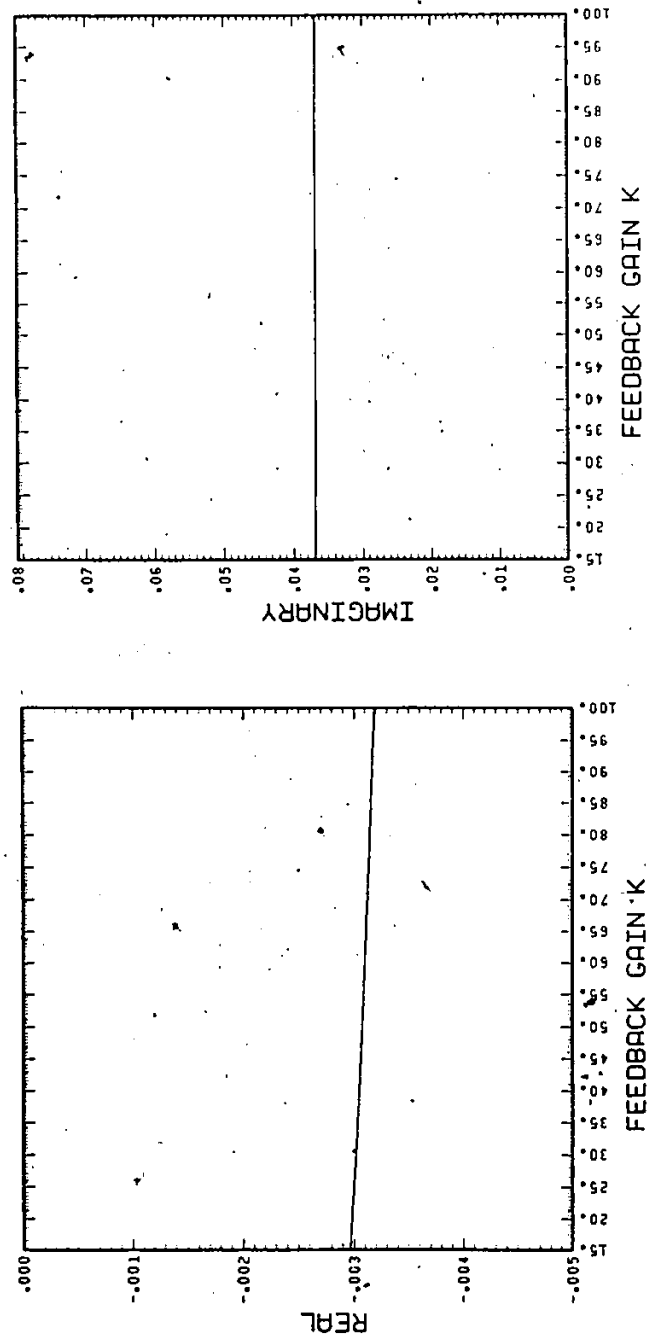 REAL
.000
-.001
-.002
-.003
-.004
-.005
15. 20. 25. 30. 35. 40. 45. 50. 55. 60. 65. 70. 75. 80. 85. 90. 95. 100.
FEEDBACK GAIN K
IMAGINARY
.08
.07
.06
.05
.04
.03
.02
.01
.00
15. 20. 25. 30. 35. 40. 45. 50. 55. 60. 65. 70. 75. 80. 85. 90. 95. 100.
FEEDBACK GAIN K